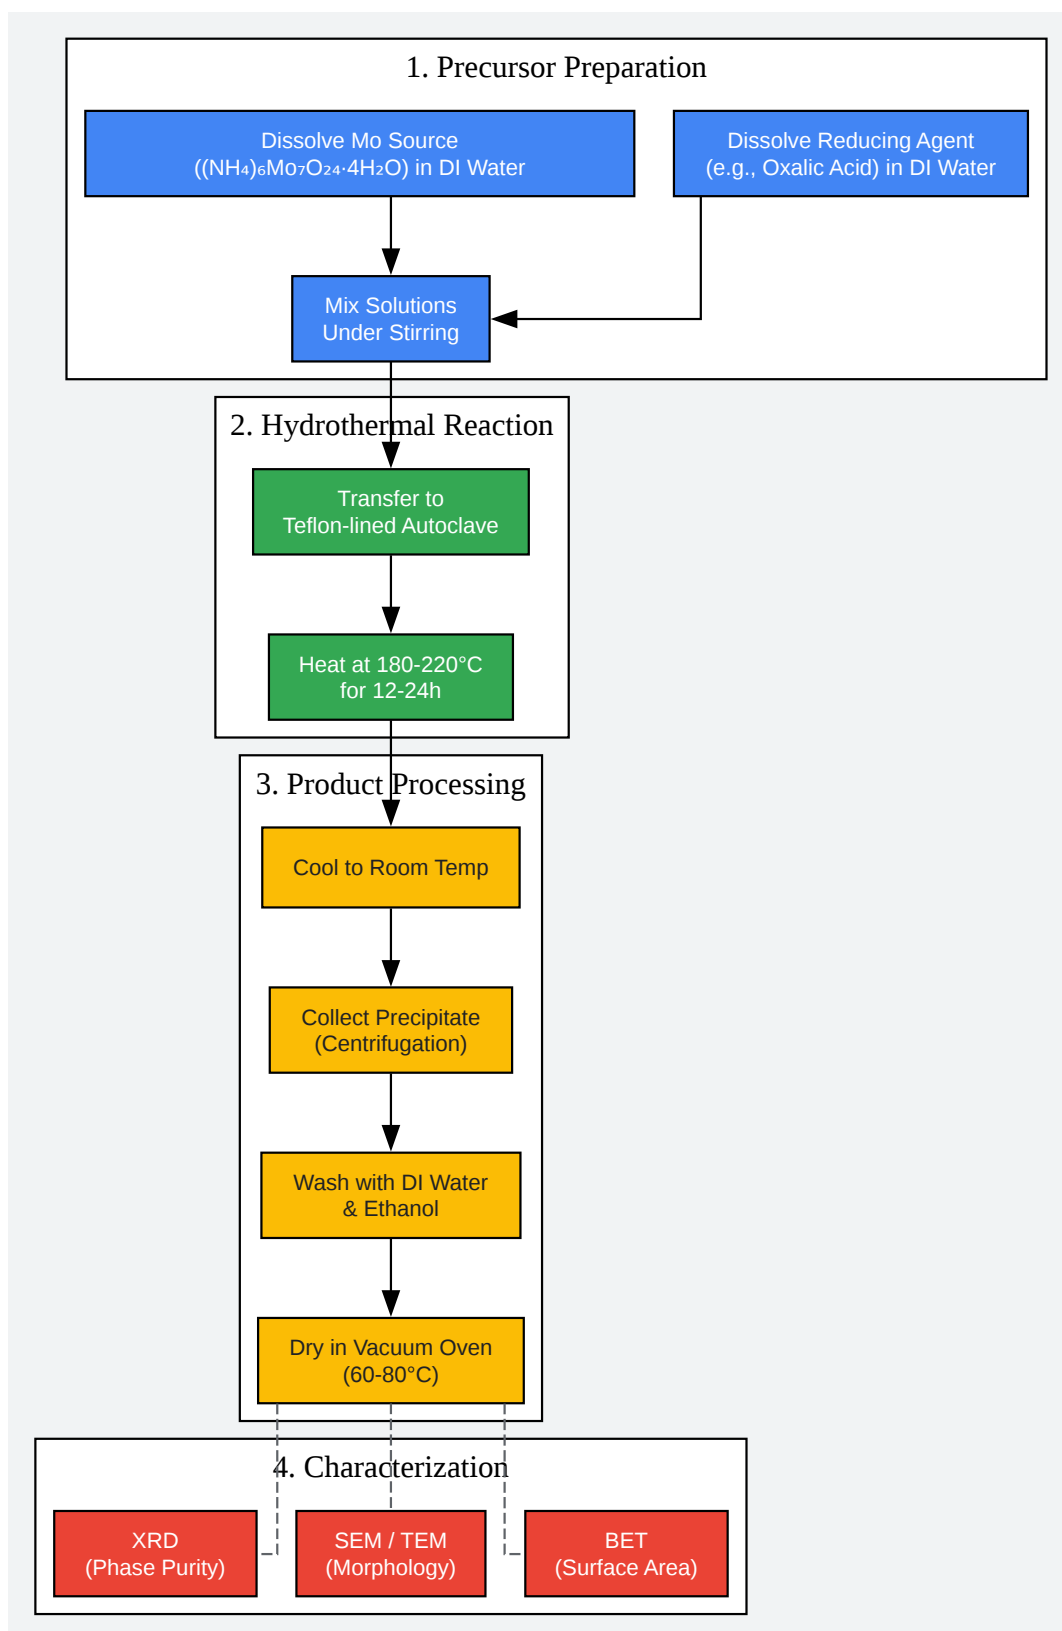 1. Precursor Preparation
Dissolve Mo Source
((NH₄)₆Mo₇O₂₄·4H₂O) in DI Water
Dissolve Reducing Agent
(e.g., Oxalic Acid) in DI Water
Mix Solutions
Under Stirring
2. Hydrothermal Reaction
Transfer to
Teflon-lined Autoclave
Heat at 180-220°C
for 12-24h
3. Product Processing
Cool to Room Temp
Collect Precipitate
(Centrifugation)
Wash with DI Water
& Ethanol
Dry in Vacuum Oven
(60-80°C)
4. Characterization
XRD
(Phase Purity)
SEM / TEM
(Morphology)
BET
(Surface Area)